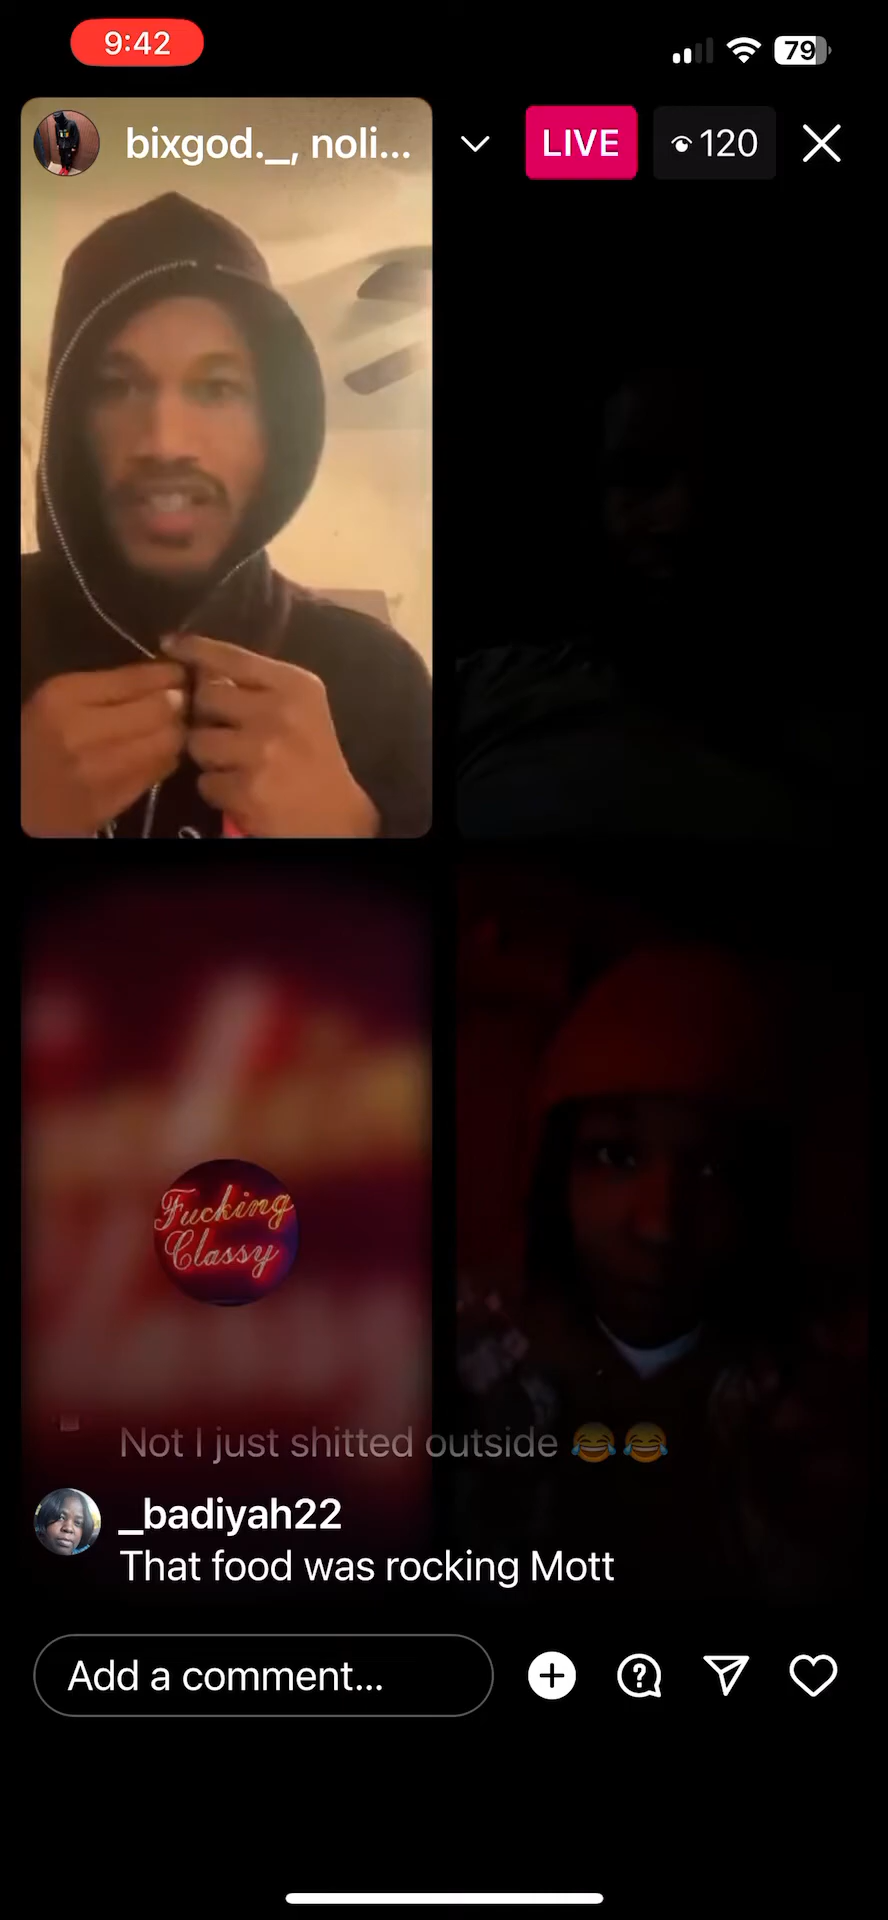 9:42
79
bixgod._, noli...
LIVE
120
Fucking
Classy
Not I just shitted outside 😂😂
_badiyah22
That food was rocking Mott
Add a comment...